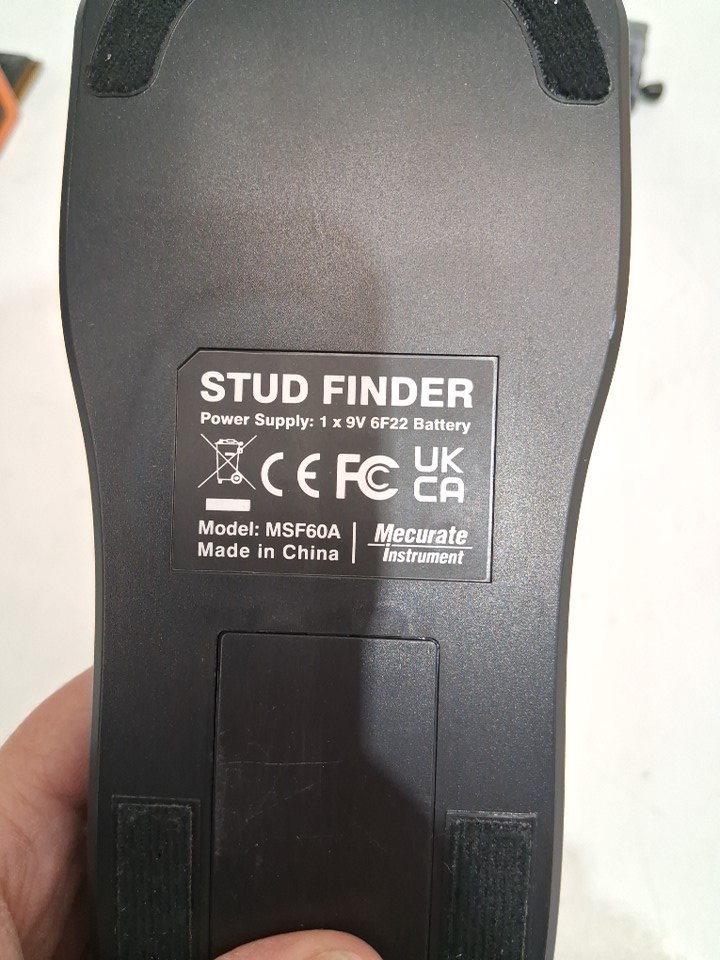 STUD FINDER
Power Supply: 1 x 9V 6F22 Battery
CE FC UK
CA
Model: MSF60A
Made in China
Mecurate
Instrument